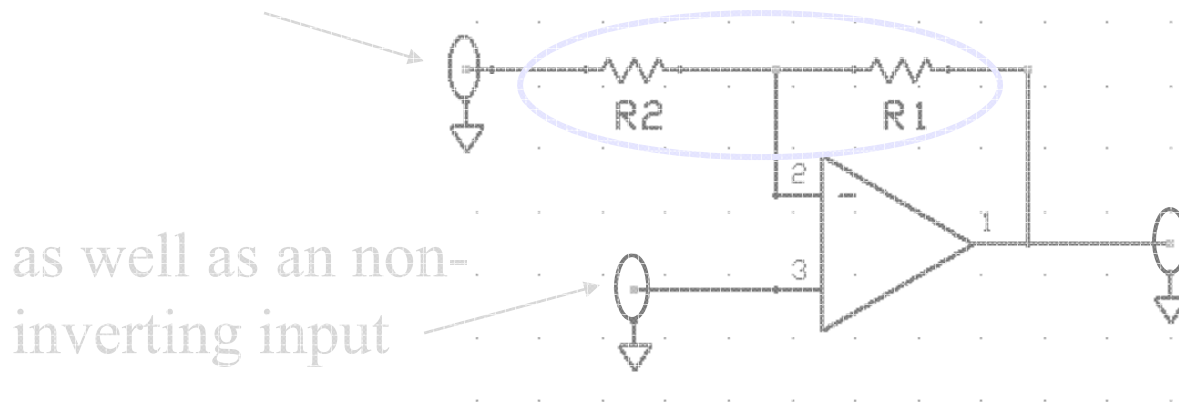 R2 R1
2
-
1
3
as well as an non-
inverting input